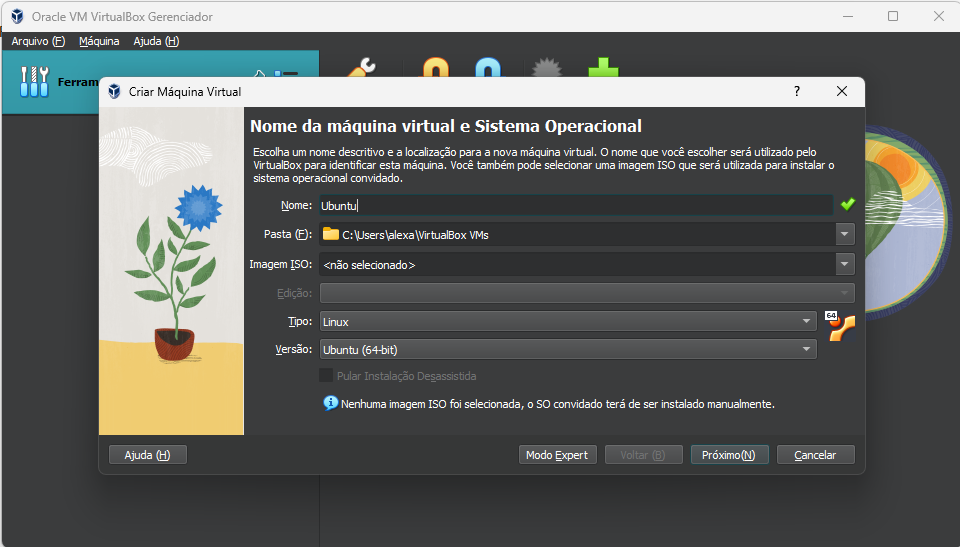 Oracle VM VirtualBox Gerenciador
Arquivo (F) Máquina Ajuda (H)
Criar Máquina Virtual ?
Nome da máquina virtual e Sistema Operacional
Escolha um nome descritivo e a localização para a nova máquina virtual. O nome que você escolher será utilizado pelo
VirtualBox para identificar esta máquina. Você também pode selecionar uma imagem ISO que será utilizada para instalar o
sistema operacional convidado.
Nome: Ubuntu
Pasta (F): C:\Users\alexa\VirtualBox VMs
Imagem ISO: <não selecionado>
Edição:
Tipo: Linux
64
Versão: Ubuntu (64-bit)
Pular Instalação Desassistida
Nenhuma imagem ISO foi selecionada, o SO convidado terá de ser instalado manualmente.
Ajuda (H) Modo Expert Voltar (B) Próximo(N) Cancelar